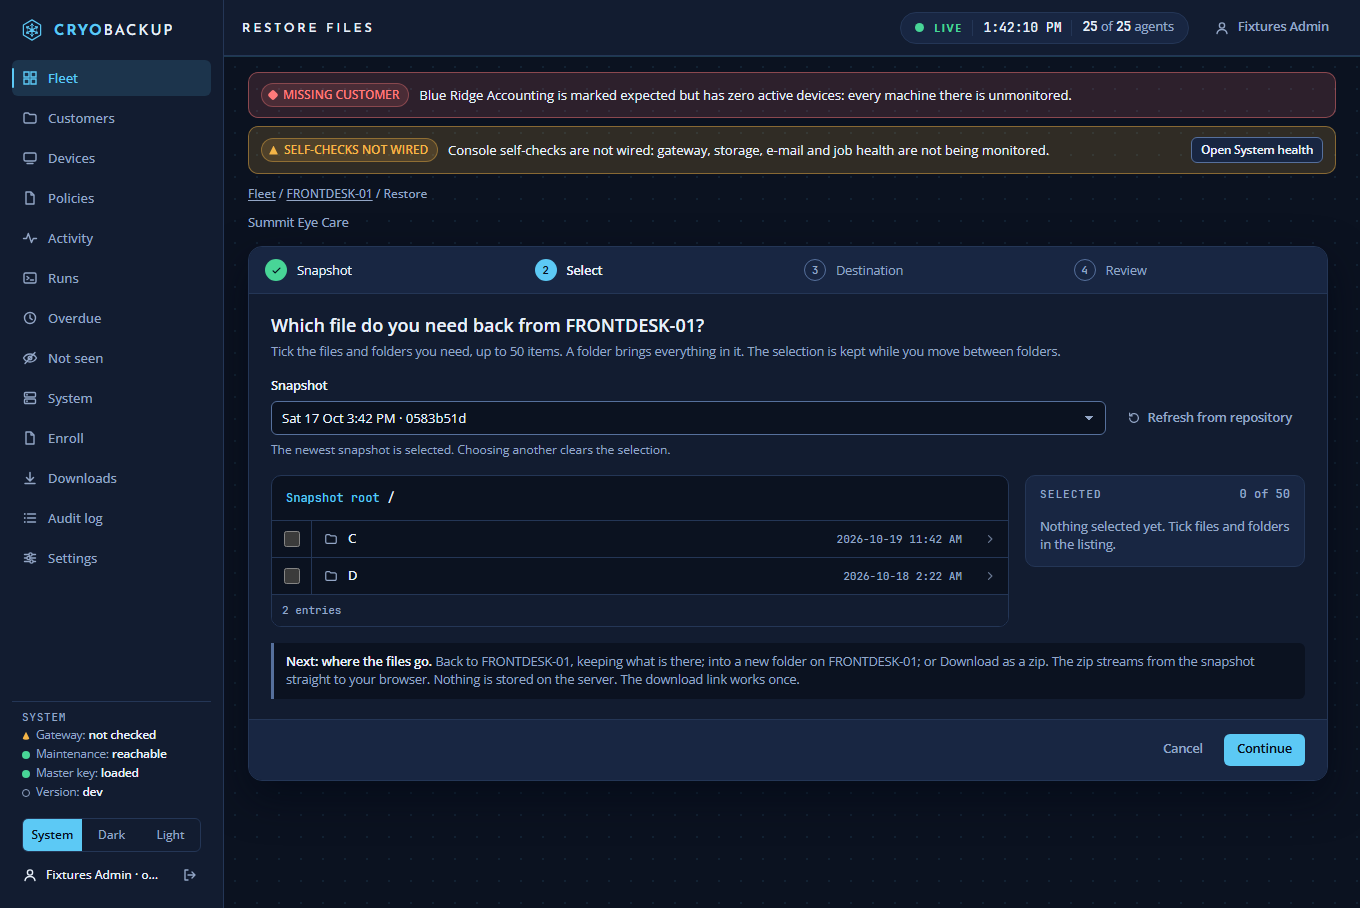 CRYOBACKUP
RESTORE FILES
LIVE 1:42:10 PM 25 of 25 agents
Fixtures Admin
Fleet
Customers
Devices
Policies
Activity
Runs
Overdue
Not seen
System
Enroll
Downloads
Audit log
Settings
SYSTEM
Gateway: not checked
Maintenance: reachable
Master key: loaded
Version: dev
System Dark Light
Fixtures Admin · o...
MISSING CUSTOMER Blue Ridge Accounting is marked expected but has zero active devices: every machine there is unmonitored.
SELF-CHECKS NOT WIRED Console self-checks are not wired: gateway, storage, e-mail and job health are not being monitored. Open System health
Fleet / FRONTDESK-01 / Restore
Summit Eye Care
Snapshot 2 Select 3 Destination 4 Review
Which file do you need back from FRONTDESK-01?
Tick the files and folders you need, up to 50 items. A folder brings everything in it. The selection is kept while you move between folders.
Snapshot
Sat 17 Oct 3:42 PM · 0583b51d
Refresh from repository
The newest snapshot is selected. Choosing another clears the selection.
Snapshot root /
C 2026-10-19 11:42 AM
D 2026-10-18 2:22 AM
2 entries
SELECTED 0 of 50
Nothing selected yet. Tick files and folders
in the listing.
Next: where the files go. Back to FRONTDESK-01, keeping what is there; into a new folder on FRONTDESK-01; or Download as a zip. The zip streams from the snapshot
straight to your browser. Nothing is stored on the server. The download link works once.
Cancel Continue